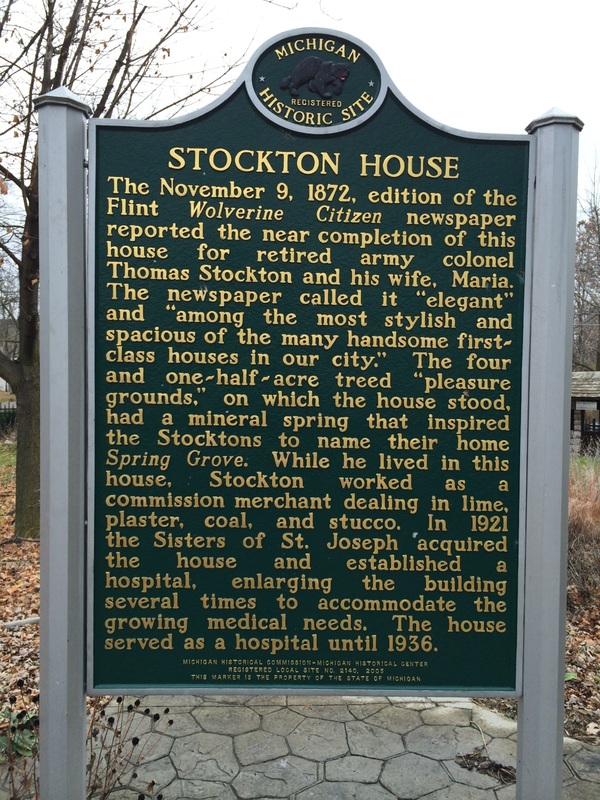 MICHIGAN
REGISTERED
HISTORIC SITE
STOCKTON HOUSE
The November 9, 1872, edition of the
Flint Wolverine Citizen newspaper
reported the near completion of this
house for retired army colonel
Thomas Stockton and his wife, Maria.
The newspaper called it "elegant"
and "among the most stylish and
spacious of the many handsome first-
class houses in our city." The four
and one-half-acre treed "pleasure
grounds," on which the house stood,
had a mineral spring that inspired
the Stocktons to name their home
Spring Grove. While he lived in this
house, Stockton worked as a
commission merchant dealing in lime,
plaster, coal, and stucco. In 1921
the Sisters of St. Joseph acquired
the house and established a
hospital, enlarging the building
several times to accommodate the
growing medical needs. The house
served as a hospital until 1936.
MICHIGAN HISTORICAL COMMISSION-MICHIGAN HISTORICAL CENTER
REGISTERED LOCAL SITE NO. 2140, 2005
THIS MARKER IS THE PROPERTY OF THE STATE OF MICHIGAN